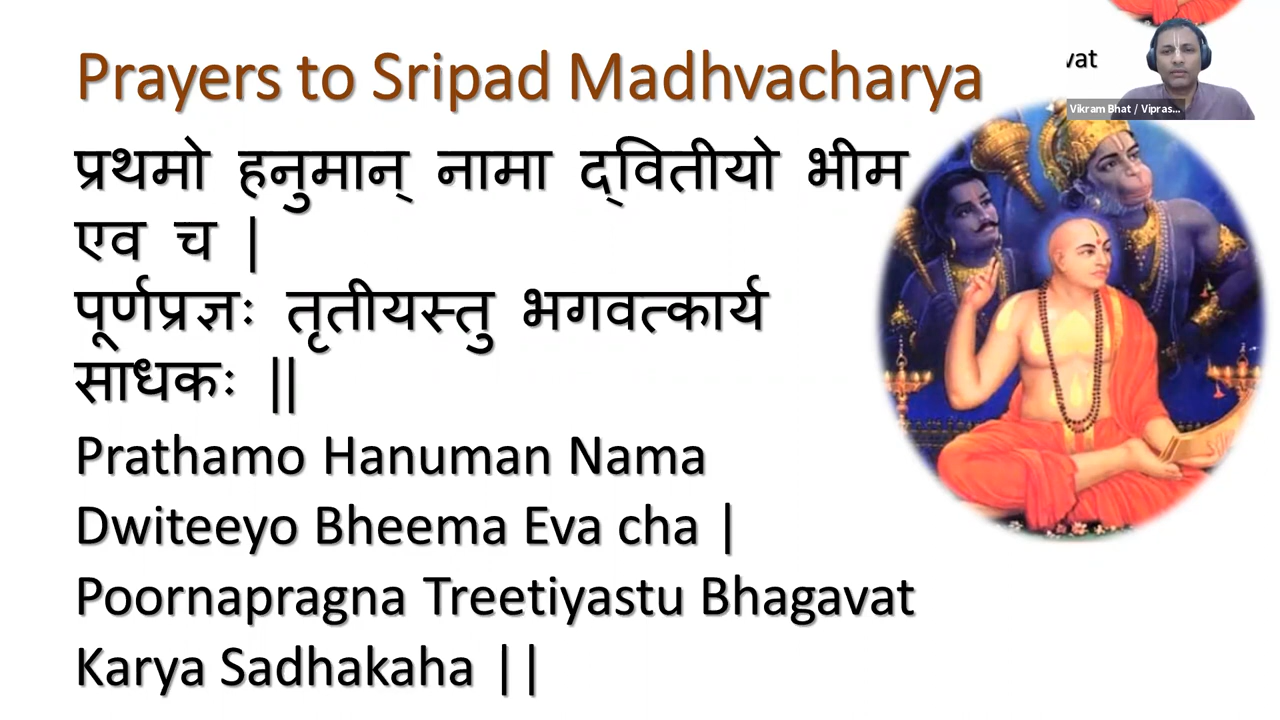 Prayers to Sripad Madhvacharya
vat
Vikram Bhat / Vipras...
प्रथमो हनुमान् नामा द्वितीयो भीम
एव च |
पूर्णप्रज्ञः तृतीयस्तु भगवत्कार्य
साधकः ||
Prathamo Hanuman Nama
Dwiteeyo Bheema Eva cha |
Poornapragna Treetiyastu Bhagavat
Karya Sadhakaha ||